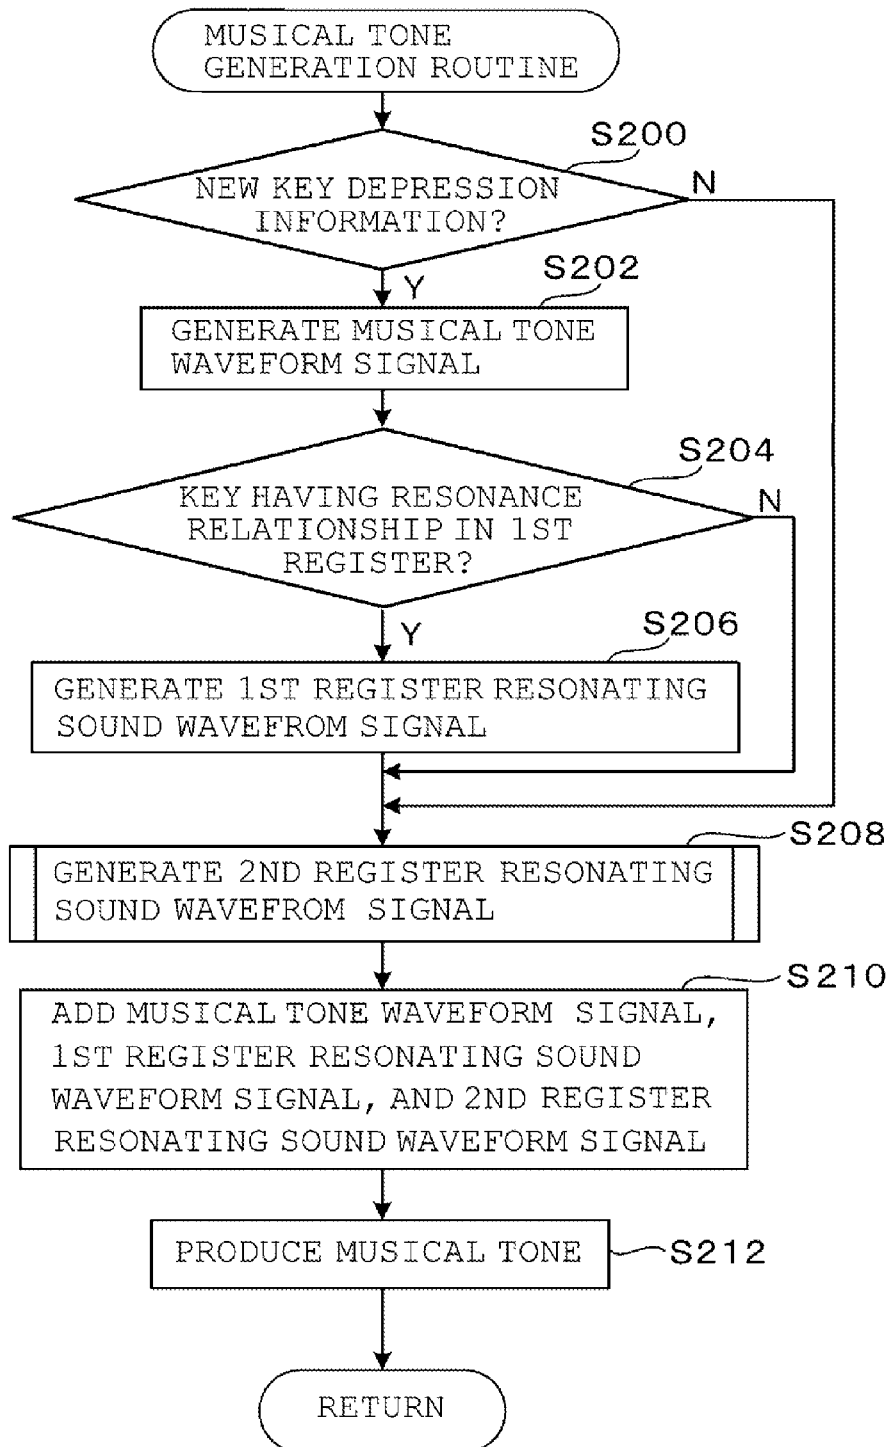 MUSICAL TONE
GENERATION ROUTINE
S200
NEW KEY DEPRESSION
INFORMATION?
N
Y
S202
GENERATE MUSICAL TONE
WAVEFORM SIGNAL
S204
KEY HAVING RESONANCE
RELATIONSHIP IN 1ST
REGISTER?
N
Y
S206
GENERATE 1ST REGISTER RESONATING
SOUND WAVEFROM SIGNAL
S208
GENERATE 2ND REGISTER RESONATING
SOUND WAVEFROM SIGNAL
S210
ADD MUSICAL TONE WAVEFORM SIGNAL,
1ST REGISTER RESONATING SOUND
WAVEFORM SIGNAL, AND 2ND REGISTER
RESONATING SOUND WAVEFORM SIGNAL
PRODUCE MUSICAL TONE
S212
RETURN